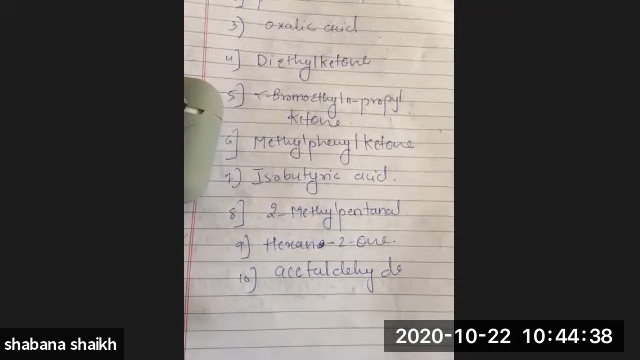 3) oxalic acid
4] Diethylketone
5] α-Bromoethyl n-propyl
ketone.
6] Methylphenylketone
7) Isobutyric acid.
8] 2-Methylpentanal
9] Hexano-2-one.
10] acetaldehyde
shabana shaikh
2020-10-22 10:44:38